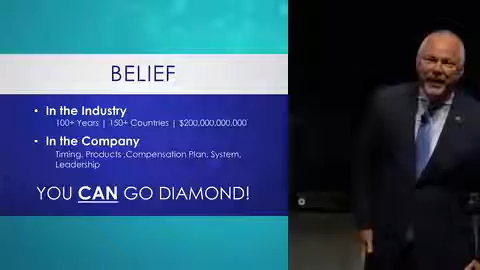 BELIEF
▪ In the Industry
100+ Years | 150+ Countries | $200,000,000,000
▪ In the Company
Timing, Products ,Compensation Plan, System,
Leadership
YOU CAN GO DIAMOND!